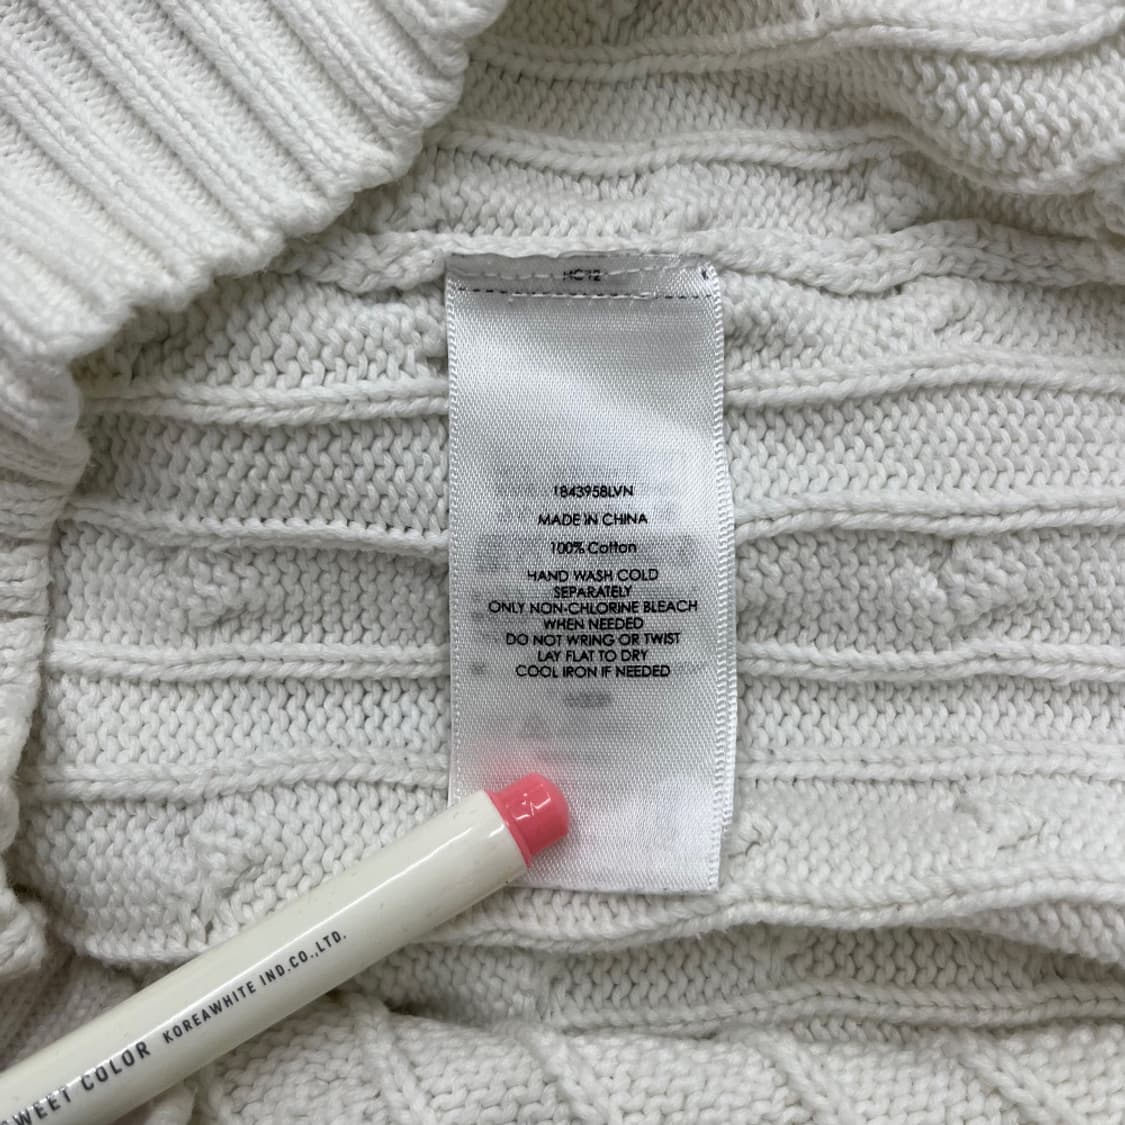 1843958LVN
MADE IN CHINA
100% Cotton
HAND WASH COLD
SEPARATELY
ONLY NON-CHLORINE BLEACH
WHEN NEEDED
DO NOT WRING OR TWIST
LAY FLAT TO DRY
COOL IRON IF NEEDED
WEET COLOR KOREAWHITE IND.CO.,LTD.